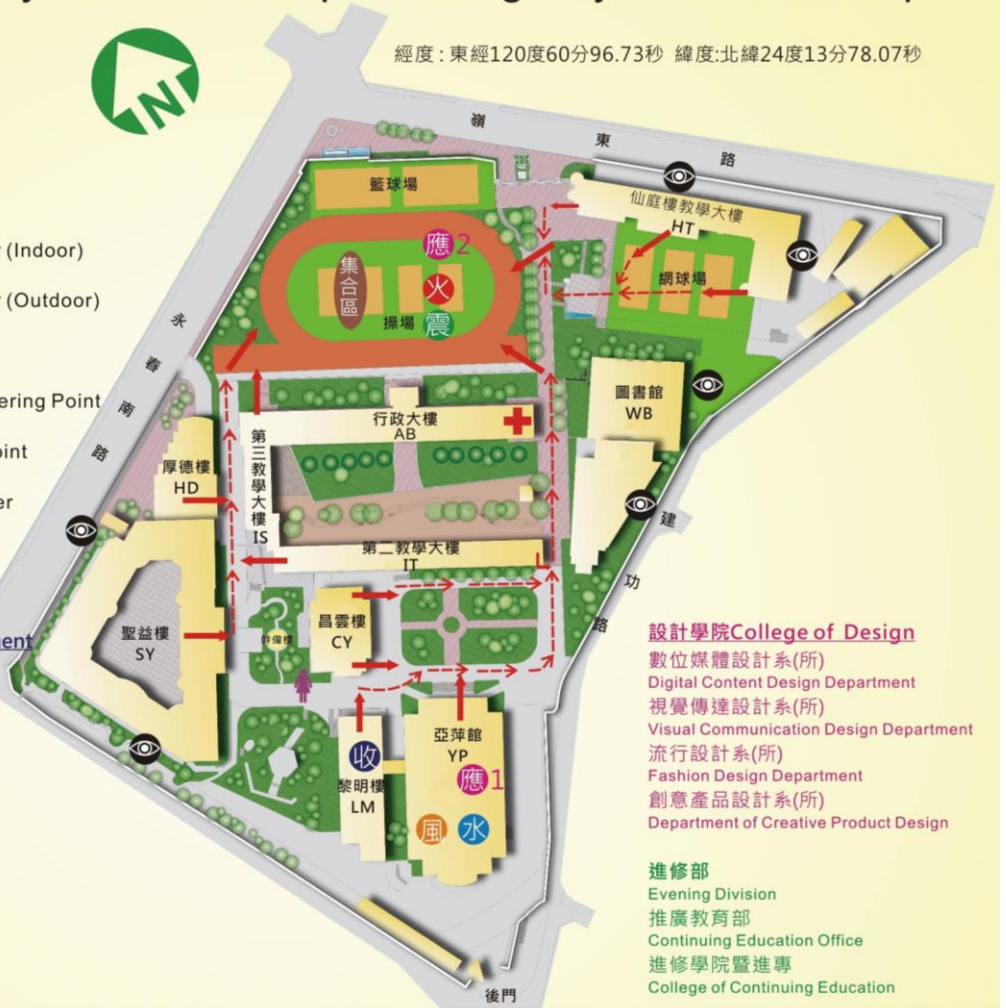 經度:東經120度60分96.73秒 緯度:北緯24度13分78.07秒
N
嶺東路
籃球場
仙庭樓教學大樓
HT
(Indoor)
應2
集合區
火
網球場
(Outdoor)
操場
震
永春南路
圖書館
WB
ering Point
行政大樓
AB
oint
第三教學大樓
IS
厚德樓
HD
er
建功路
第二教學大樓
IT
聖益樓
SY
昌雲樓
CY
ment
收
黎明樓
LM
亞萍館
YP
應1
風
水
後門
設計學院College of Design
數位媒體設計系(所)
Digital Content Design Department
視覺傳達設計系(所)
Visual Communication Design Department
流行設計系(所)
Fashion Design Department
創意產品設計系(所)
Department of Creative Product Design
進修部
Evening Division
推廣教育部
Continuing Education Office
進修學院暨進專
College of Continuing Education